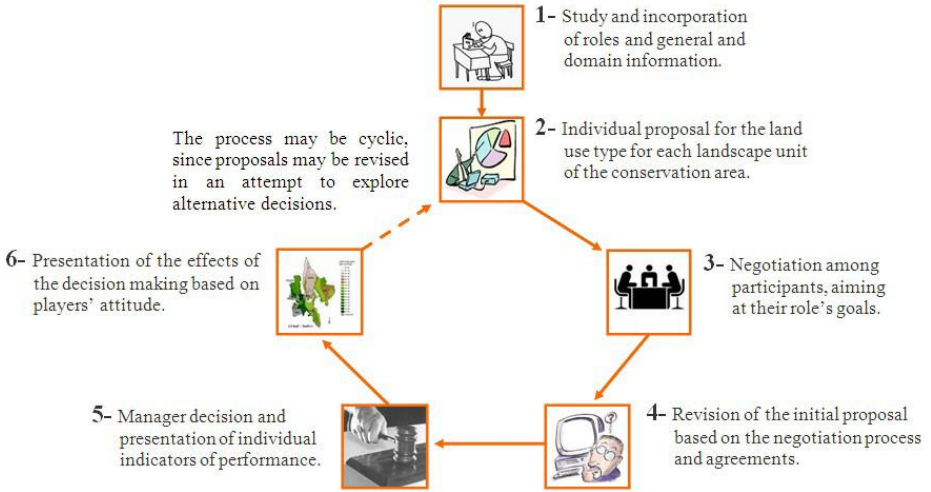 1- Study and incorporation
of roles and general and
domain information.
2- Individual proposal for the land
use type for each landscape unit
of the conservation area.
The process may be cyclic,
since proposals may be revised
in an attempt to explore
alternative decisions.
3- Negotiation among
participants, aiming
at their role's goals.
4- Revision of the initial proposal
based on the negotiation process
and agreements.
5- Manager decision and
presentation of individual
indicators of performance.
6- Presentation of the effects of
the decision making based on
players' attitude.
?